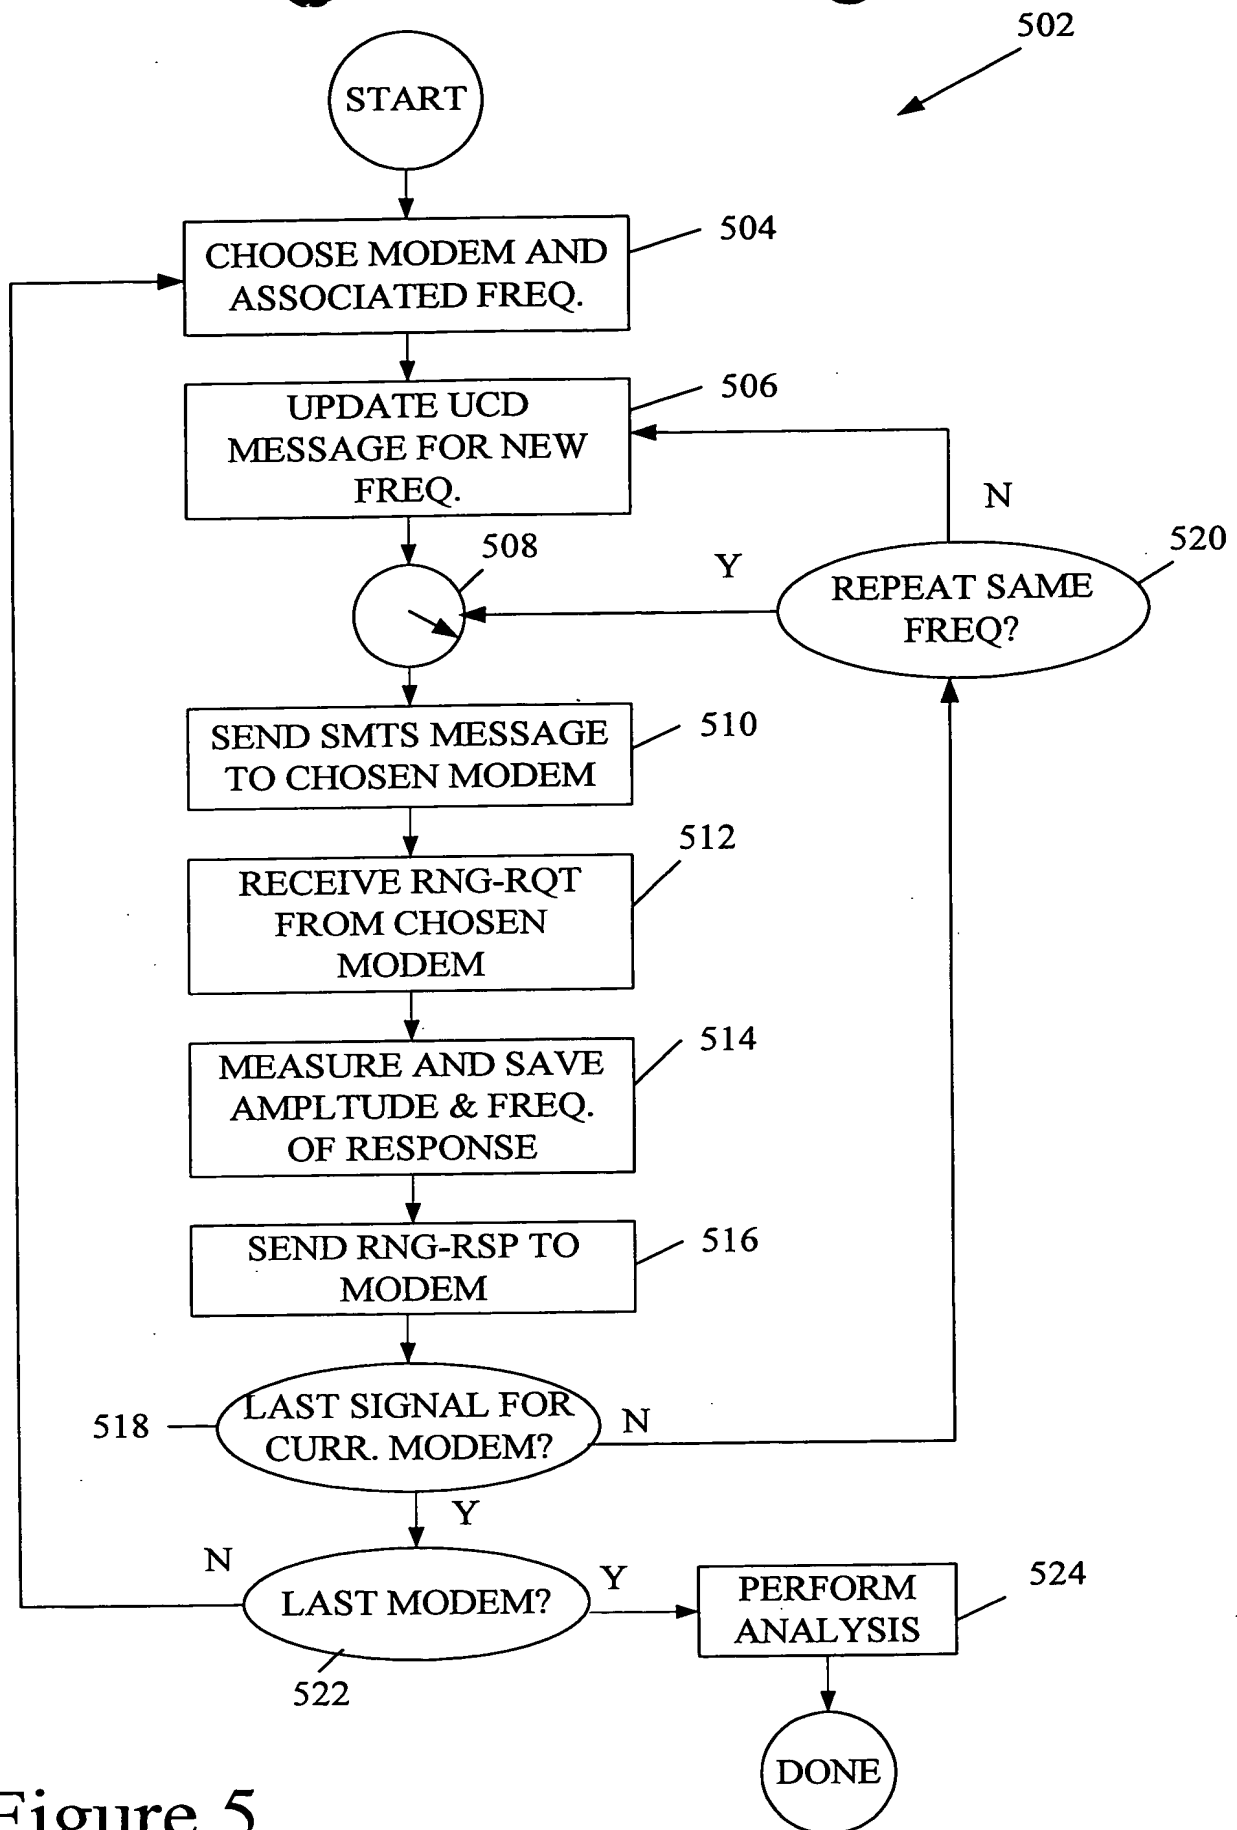 502
START
504
CHOOSE MODEM AND
ASSOCIATED FREQ.
506
UPDATE UCD
MESSAGE FOR NEW
FREQ.
N
508
Y
520
REPEAT SAME
FREQ?
510
SEND SMTS MESSAGE
TO CHOSEN MODEM
512
RECEIVE RNG-RQT
FROM CHOSEN
MODEM
514
MEASURE AND SAVE
AMPLTUDE & FREQ.
OF RESPONSE
516
SEND RNG-RSP TO
MODEM
518
LAST SIGNAL FOR
CURR. MODEM?
N
Y
N
LAST MODEM?
Y
522
PERFORM
ANALYSIS
524
DONE
Figure 5